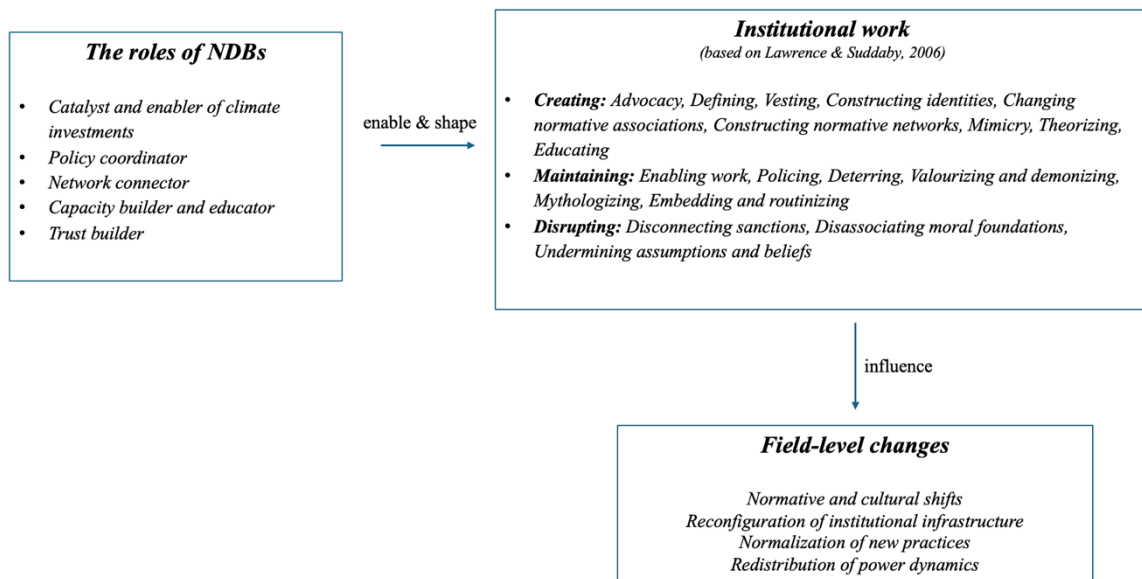 The roles of NDBs
• Catalyst and enabler of climate
investments
• Policy coordinator
• Network connector
• Capacity builder and educator
• Trust builder
enable & shape
Institutional work
(based on Lawrence & Suddaby, 2006)
• Creating: Advocacy, Defining, Vesting, Constructing identities, Changing
normative associations, Constructing normative networks, Mimicry, Theorizing,
Educating
• Maintaining: Enabling work, Policing, Deterring, Valourizing and demonizing,
Mythologizing, Embedding and routinizing
• Disrupting: Disconnecting sanctions, Disassociating moral foundations,
Undermining assumptions and beliefs
influence
Field-level changes
Normative and cultural shifts
Reconfiguration of institutional infrastructure
Normalization of new practices
Redistribution of power dynamics